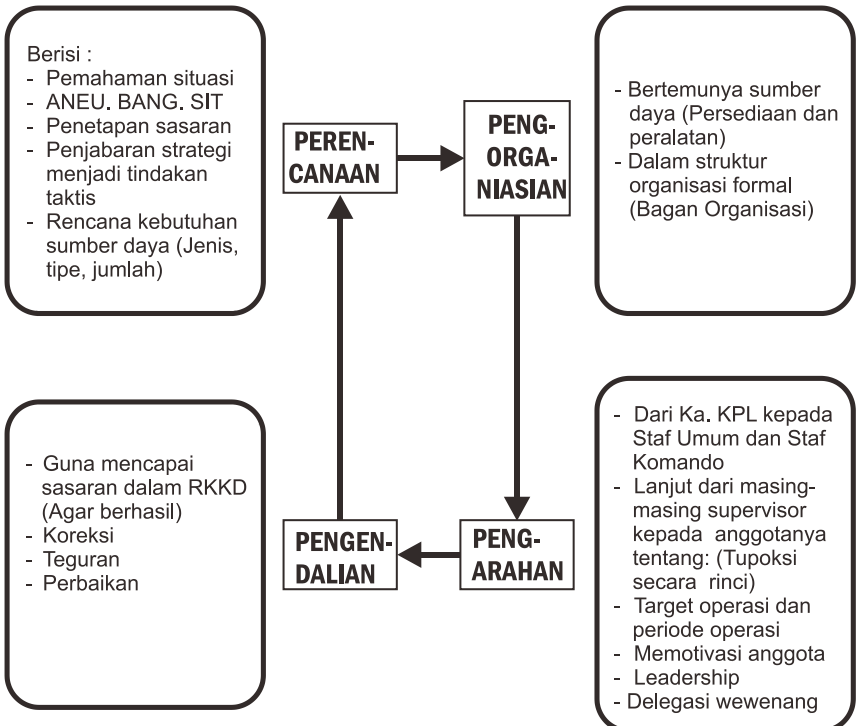 Berisi :
- Pemahaman situasi
- ANEU. BANG. SIT
- Penetapan sasaran
- Penjabaran strategi
menjadi tindakan
taktis
- Rencana kebutuhan
sumber daya (Jenis,
tipe, jumlah)
PEREN-
CANAAN
PENG-
ORGA-
NIASIAN
- Bertemunya sumber
daya (Persediaan dan
peralatan)
- Dalam struktur
organisasi formal
(Bagan Organisasi)
- Guna mencapai
sasaran dalam RKKD
(Agar berhasil)
- Koreksi
- Teguran
- Perbaikan
PENGEN-
DALIAN
PENG-
ARAHAN
- Dari Ka. KPL kepada
Staf Umum dan Staf
Komando
- Lanjut dari masing-
masing supervisor
kepada anggotanya
tentang: (Tupoksi
secara rinci)
- Target operasi dan
periode operasi
- Memotivasi anggota
- Leadership
- Delegasi wewenang